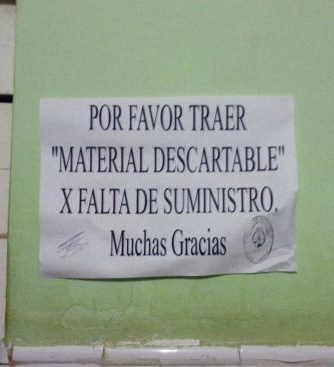 POR FAVOR TRAER
"MATERIAL DESCARTABLE"
X FALTA DE SUMINISTRO.
Muchas Gracias